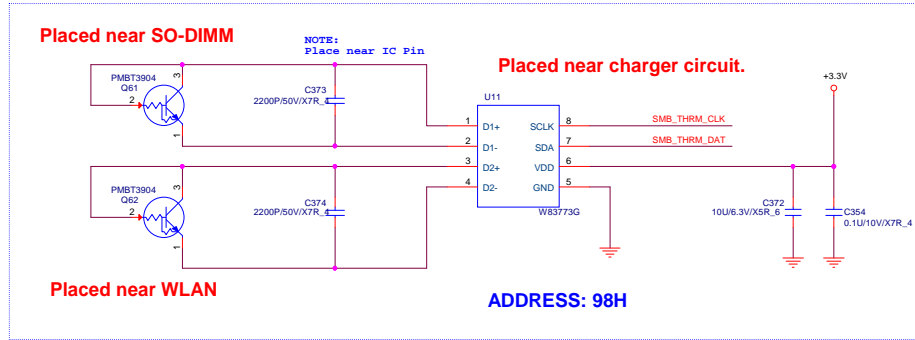 Placed near SO-DIMM
NOTE:
Place near IC Pin
Placed near charger circuit.
PMBT3904
Q61
3
2
1
C373
2200P/50V/X7R_4
+3.3V
U11
1 D1+ SCLK 8 SMB_THRM_CLK
2 D1- SDA 7 SMB_THRM_DAT
3 D2+ VDD 6
4 D2- GND 5
W83773G
PMBT3904
Q62
3
2
1
C374
2200P/50V/X7R_4
C372
10U/6.3V/X5R_6
C354
0.1U/10V/X7R_4
Placed near WLAN
ADDRESS: 98H